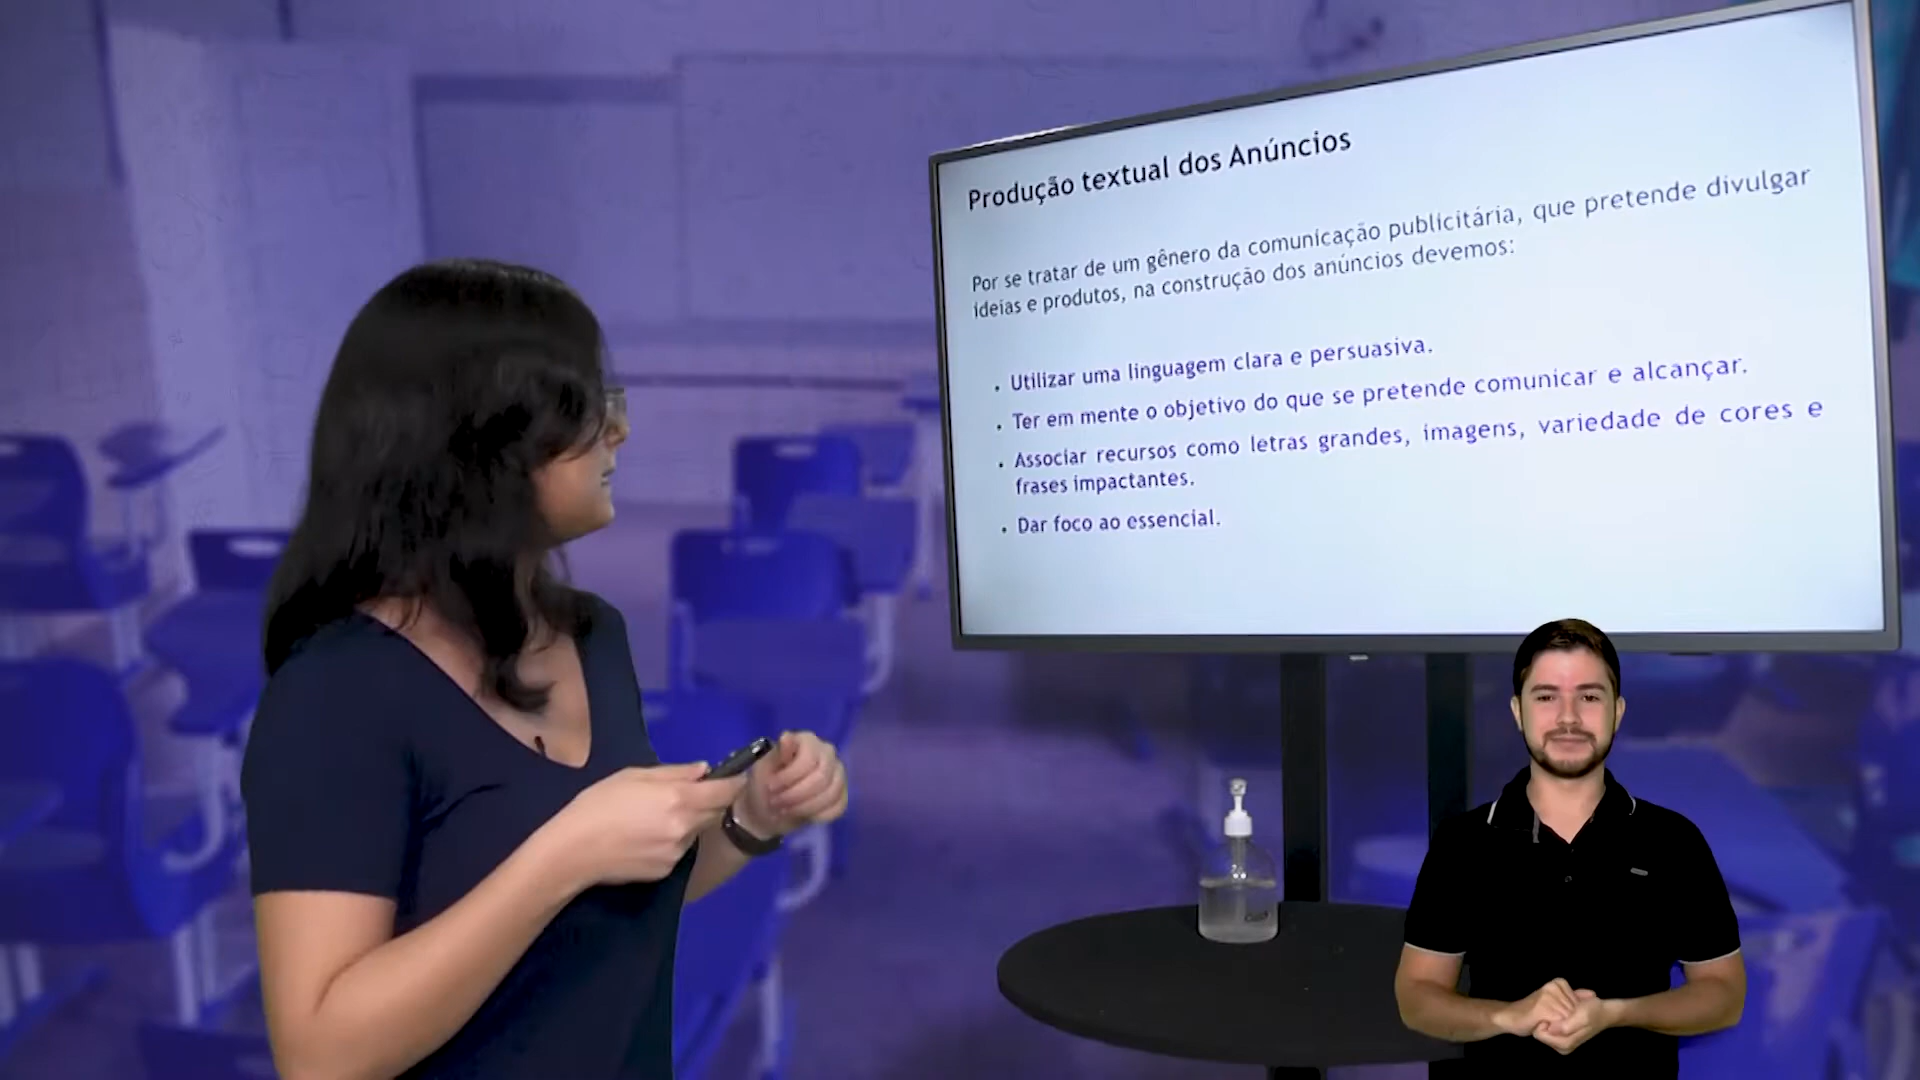 Produção textual dos Anúncios
Por se tratar de um gênero da comunicação publicitária, que pretende divulgar
ideias e produtos, na construção dos anúncios devemos:
• Utilizar uma linguagem clara e persuasiva.
• Ter em mente o objetivo do que se pretende comunicar e alcançar.
• Associar recursos como letras grandes, imagens, variedade de cores e
frases impactantes.
• Dar foco ao essencial.